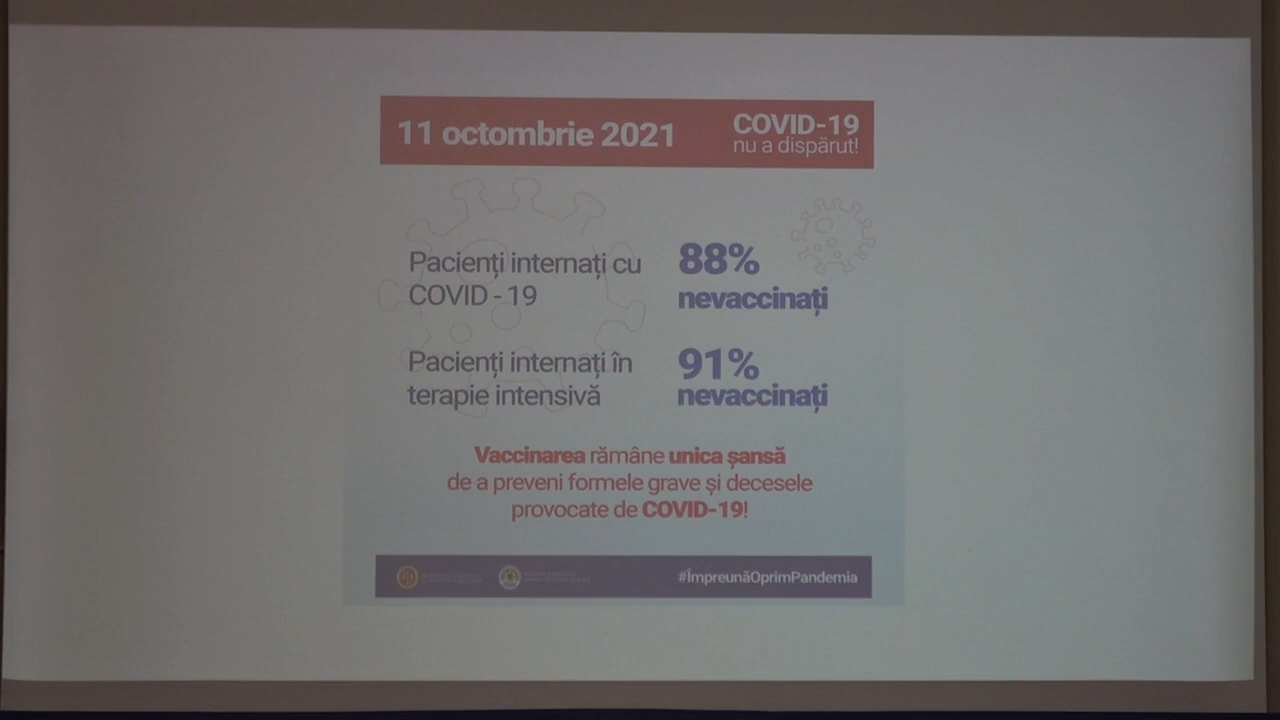 11 octombrie 2021
COVID-19
nu a dispărut!
Pacienți internați cu
COVID - 19
88%
nevaccinați
Pacienți internați în
terapie intensivă
91%
nevaccinați
Vaccinarea rămâne unica șansă
de a preveni formele grave și decesele
provocate de COVID-19!
#ÎmpreunăOprimPandemia